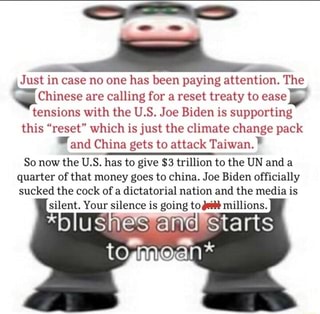 Just in case no one has been paying attention. The
Chinese are calling for a reset treaty to ease
tensions with the U.S. Joe Biden is supporting
this “reset” which is just the climate change pack
and China gets to attack Taiwan.
So now the U.S. has to give $3 trillion to the UN and a
quarter of that money goes to china. Joe Biden officially
sucked the cock of a dictatorial nation and the media is
silent. Your silence is going to kill millions.
*blushes and starts
to moan*